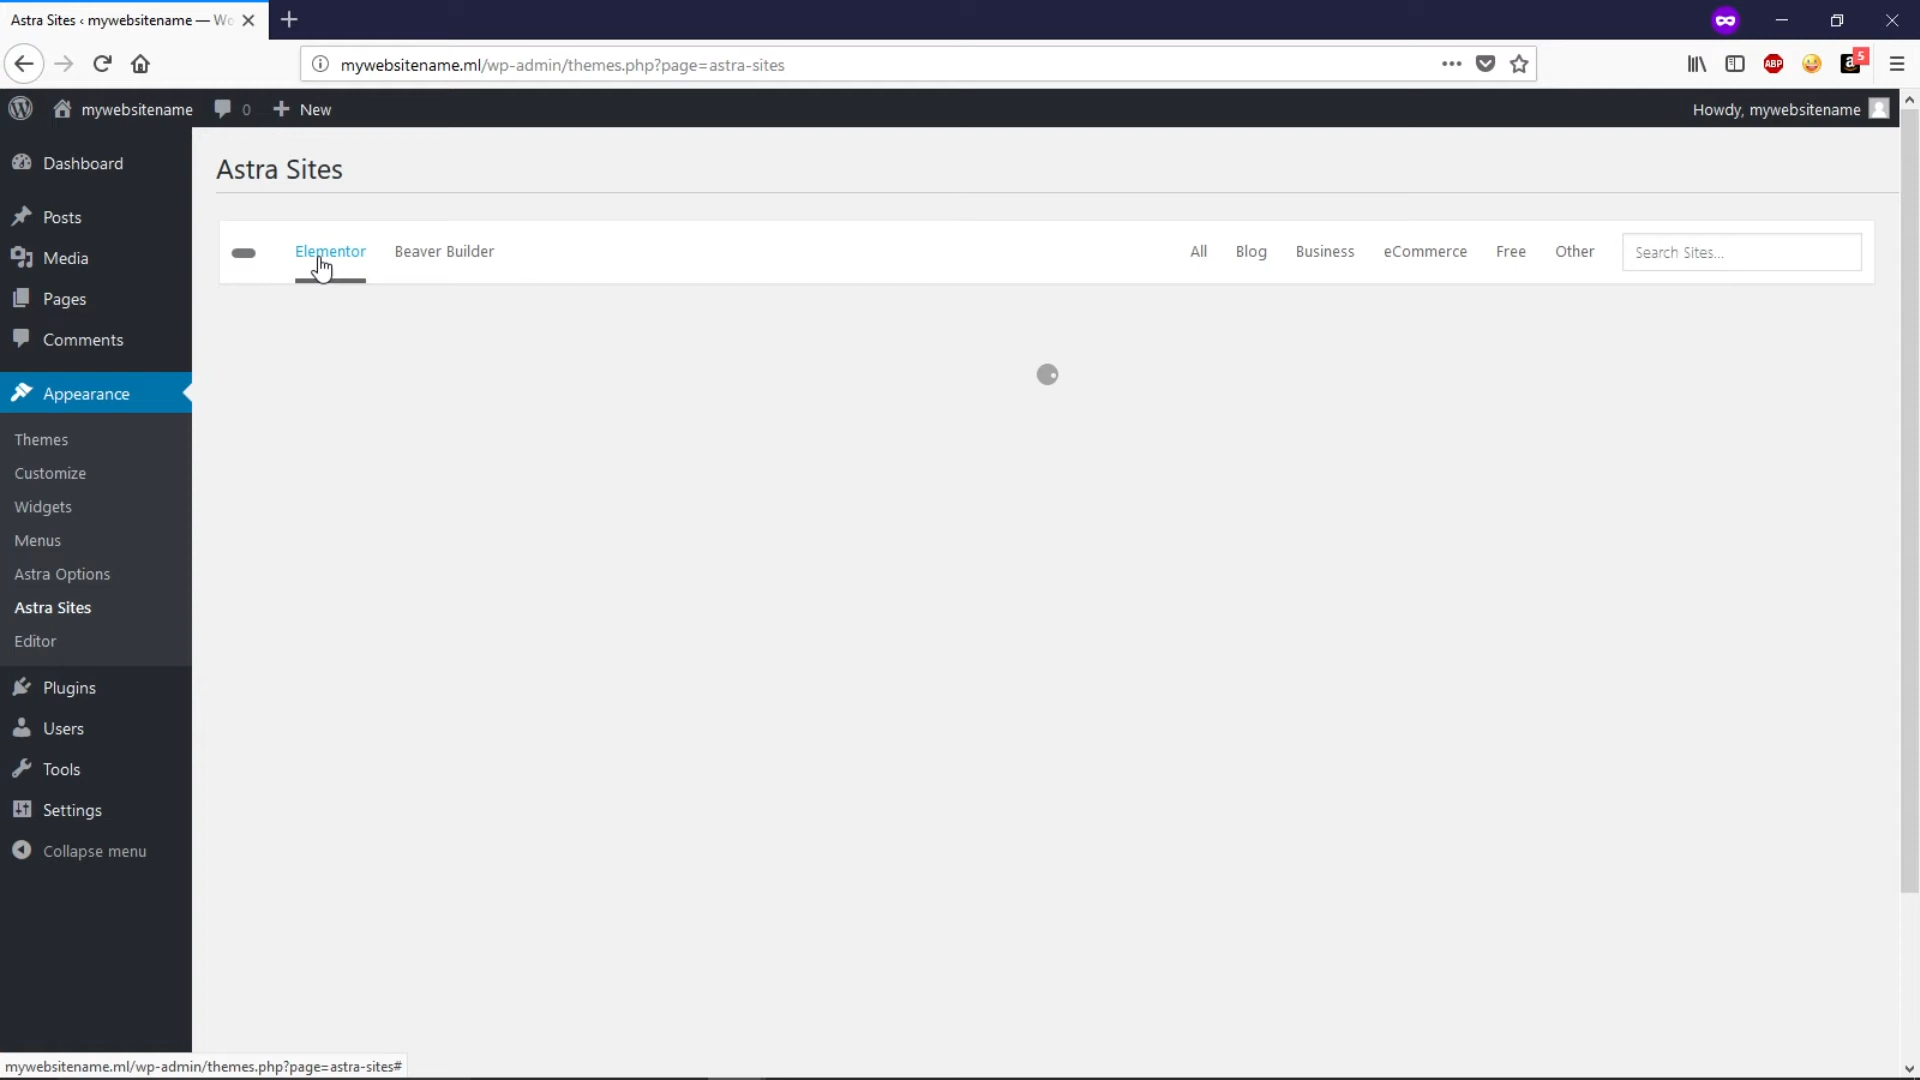 Astra Sites ‹ mywebsitename — Wo
mywebsitename.ml/wp-admin/themes.php?page=astra-sites
ABP
5
a
mywebsitename
0
New
Howdy, mywebsitename
Dashboard
Posts
Media
Pages
Comments
Appearance
Themes
Customize
Widgets
Menus
Astra Options
Astra Sites
Editor
Plugins
Users
Tools
Settings
Collapse menu
Astra Sites
Elementor
Beaver Builder
All
Blog
Business
eCommerce
Free
Other
Search Sites...
mywebsitename.ml/wp-admin/themes.php?page=astra-sites#